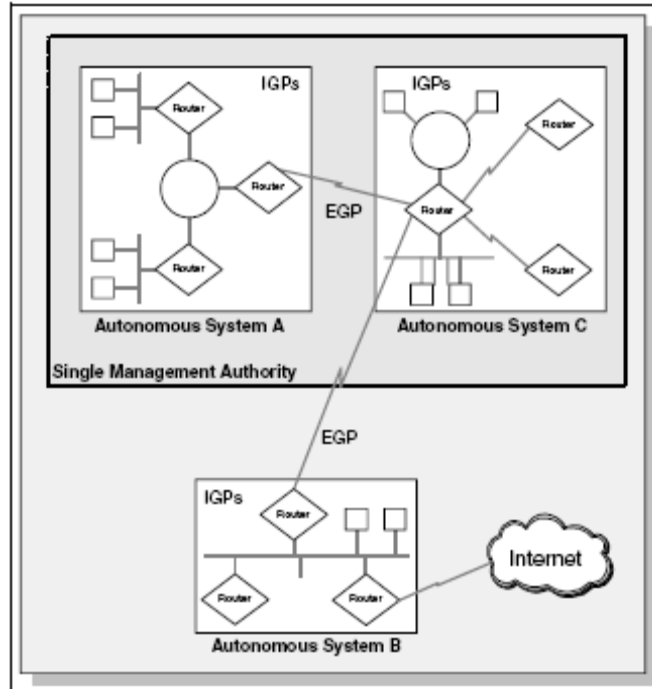 IGPs
IGPs
Router
Router
Router
Router
EGP
Router
Router
Router
Autonomous System A
Autonomous System C
Single Management Authority
EGP
IGPs
Router
Internet
Router
Router
Autonomous System B